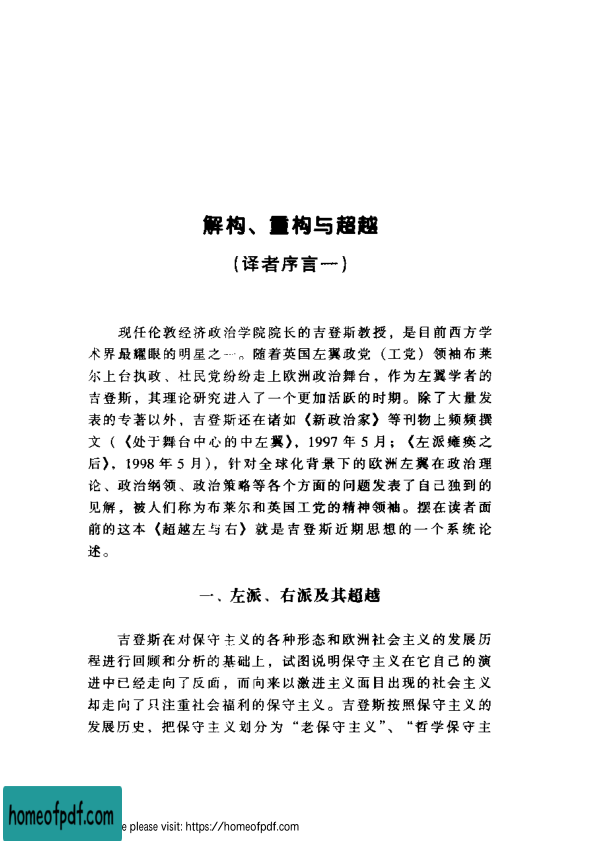 解构、重构与超越
(译者序言一)
现任伦敦经济政治学院院长的吉登斯教授，是目前西方学
术界最耀眼的明星之一。随着英国左翼政党（工党）领袖布莱
尔上台执政、社民党纷纷走上欧洲政治舞台，作为左翼学者的
吉登斯，其理论研究进入了一个更加活跃的时期。除了大量发
表的专著以外，吉登斯还在诸如《新政治家》等刊物上频频撰
文（《处于舞台中心的中左翼》，1997 年 5 月；《左派瘫痪之
后》，1998 年 5 月），针对全球化背景下的欧洲左翼在政治理
论、政治纲领、政治策略等各个方面的问题发表了自己独到的
见解，被人们称为布莱尔和英国工党的精神领袖。摆在读者面
前的这本《超越左与右》就是吉登斯近期思想的一个系统论
述。
一、左派、右派及其超越
吉登斯在对保守主义的各种形态和欧洲社会主义的发展历
程进行回顾和分析的基础上，试图说明保守主义在它自己的演
进中已经走向了反面，而向来以激进主义面目出现的社会主义
却走向了只注重社会福利的保守主义。吉登斯按照保守主义的
发展历史，把保守主义划分为“老保守主义”、“哲学保守主
homeofpdf.com
e please visit: https://homeofpdf.com